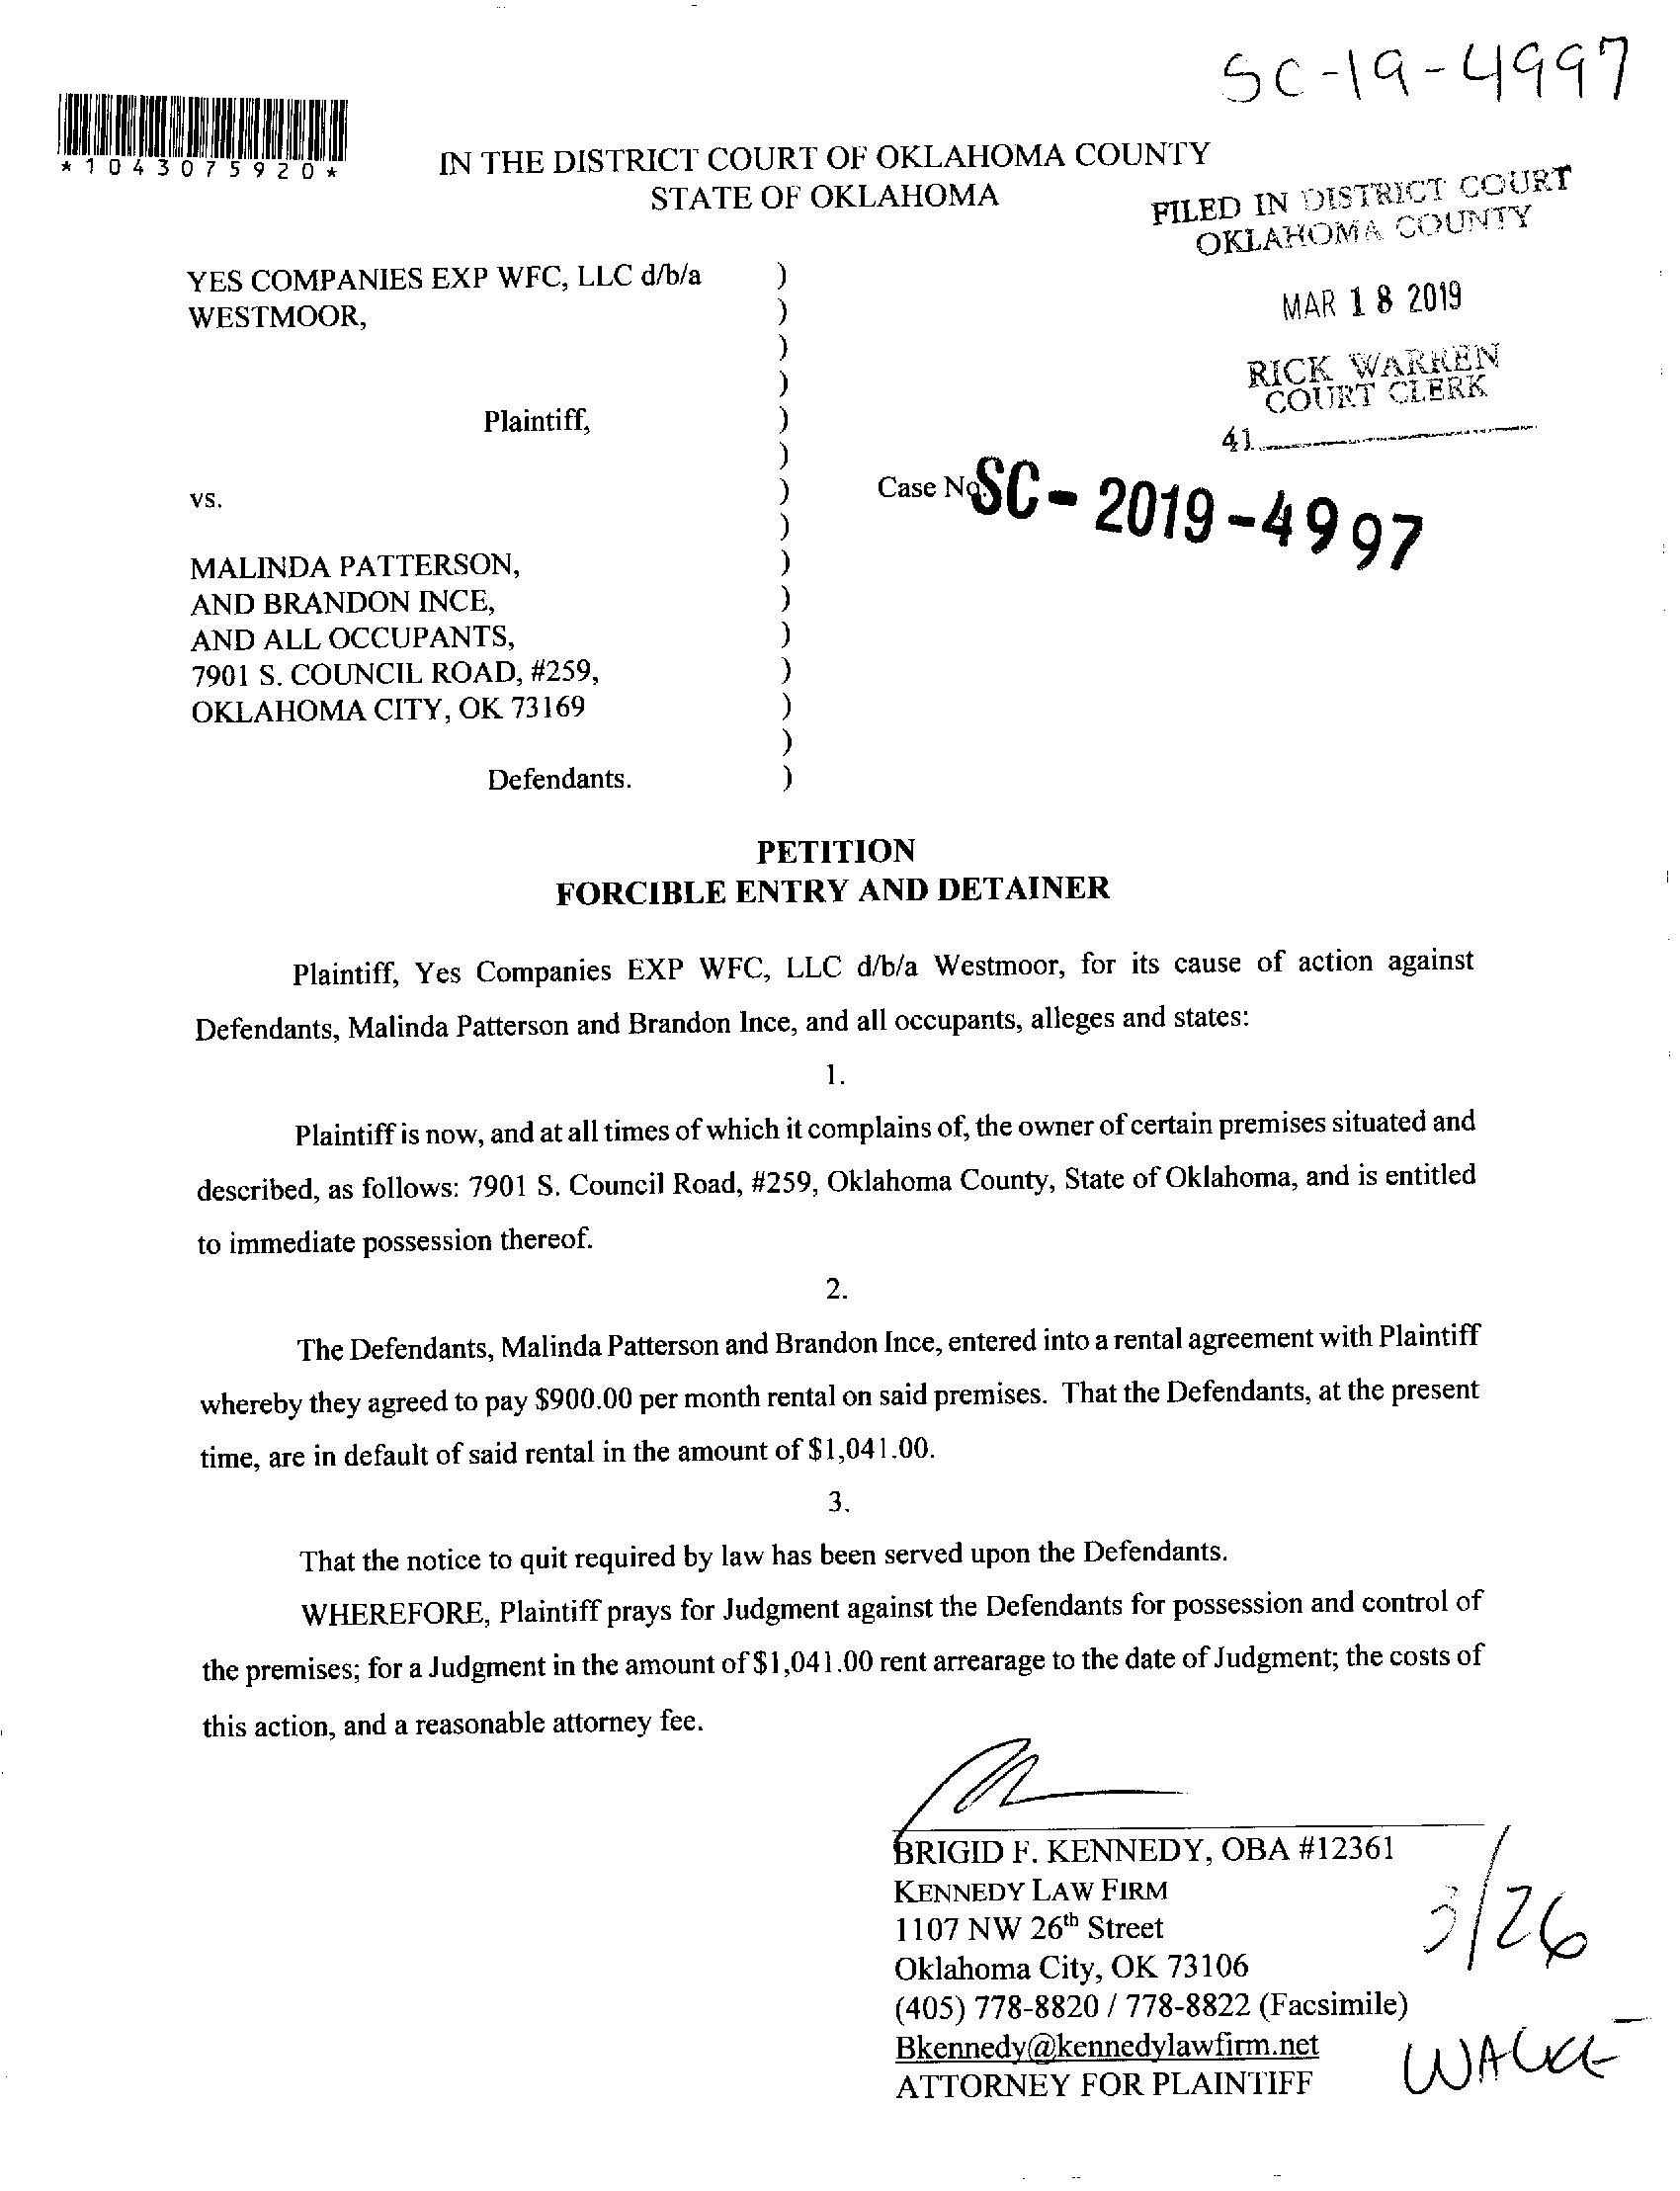 SC-19-4997
*1043075920*
IN THE DISTRICT COURT OF OKLAHOMA COUNTY
STATE OF OKLAHOMA
FILED IN DISTRICT COURT
OKLAHOMA COUNTY
MAR 18 2019
RICK WARREN
COURT CLERK
41
YES COMPANIES EXP WFC, LLC d/b/a )
WESTMOOR, )
)
)
Plaintiff, )
)
vs. )
)
Case No. SC-2019-4997
MALINDA PATTERSON, )
AND BRANDON INCE, )
AND ALL OCCUPANTS, )
7901 S. COUNCIL ROAD, #259, )
OKLAHOMA CITY, OK 73169 )
)
Defendants. )
PETITION
FORCIBLE ENTRY AND DETAINER
Plaintiff, Yes Companies EXP WFC, LLC d/b/a Westmoor, for its cause of action against
Defendants, Malinda Patterson and Brandon Ince, and all occupants, alleges and states:
1.
Plaintiff is now, and at all times of which it complains of, the owner of certain premises situated and
described, as follows: 7901 S. Council Road, #259, Oklahoma County, State of Oklahoma, and is entitled
to immediate possession thereof.
2.
The Defendants, Malinda Patterson and Brandon Ince, entered into a rental agreement with Plaintiff
whereby they agreed to pay $900.00 per month rental on said premises. That the Defendants, at the present
time, are in default of said rental in the amount of $1,041.00.
3.
That the notice to quit required by law has been served upon the Defendants.
WHEREFORE, Plaintiff prays for Judgment against the Defendants for possession and control of
the premises; for a Judgment in the amount of $1,041.00 rent arrearage to the date of Judgment; the costs of
this action, and a reasonable attorney fee.
BRIGID F. KENNEDY, OBA #12361
KENNEDY LAW FIRM
1107 NW 26th Street
Oklahoma City, OK 73106
(405) 778-8820 / 778-8822 (Facsimile)
Bkennedy@kennedylawfirm.net
ATTORNEY FOR PLAINTIFF
3/26